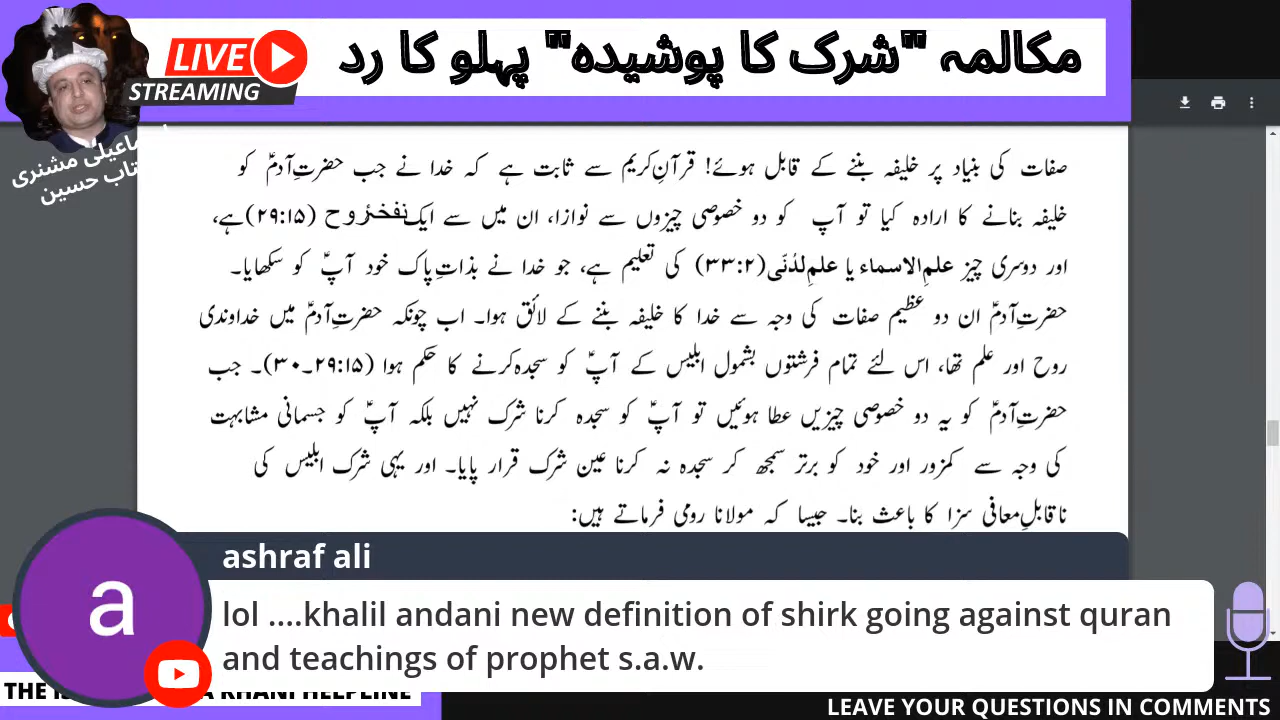 مکالمہ "شرک کا پوشیدہ" پہلو کا رد
LIVE
STREAMING
صفات کی بنیاد پر خلیفہ بننے کے قابل ہوئے! قرآنِ کریم سے ثابت ہے کہ خدا نے جب حضرتِ آدمؑ کو
خلیفہ بنانے کا ارادہ کیا تو آپ کو دو خصوصی چیزوں سے نوازا، ان میں سے ایک نفخۂ روح (۲۹:۱۵) ہے،
اور دوسری چیز علمِ الاسماء یا علمِ لدُنّی (۳۳:۲) کی تعلیم ہے، جو خدا نے بذاتِ پاک خود آپؑ کو سکھایا۔
حضرتِ آدمؑ ان دو عظیم صفات کی وجہ سے خدا کا خلیفہ بننے کے لائق ہوا۔ اب چونکہ حضرتِ آدمؑ میں خداوندی
روح اور علم تھا، اس لئے تمام فرشتوں بشمول ابلیس کے آپؑ کو سجدہ کرنے کا حکم ہوا (۲۹:۱۵۔۳۰)۔ جب
حضرتِ آدمؑ کو یہ دو خصوصی چیزیں عطا ہوئیں تو آپؑ کو سجدہ کرنا شرک نہیں بلکہ آپؑ کو جسمانی مشابہت
کی وجہ سے کمزور اور خود کو برتر سمجھ کر سجدہ نہ کرنا عین شرک قرار پایا۔ اور یہی شرک ابلیس کی
ناقابلِ معافی سزا کا باعث بنا۔ جیسا کہ مولانا رومی فرماتے ہیں:
a
ashraf ali
lol ....khalil andani new definition of shirk going against quran
and teachings of prophet s.a.w.
THE
KHANI HELPLINE
LEAVE YOUR QUESTIONS IN COMMENTS